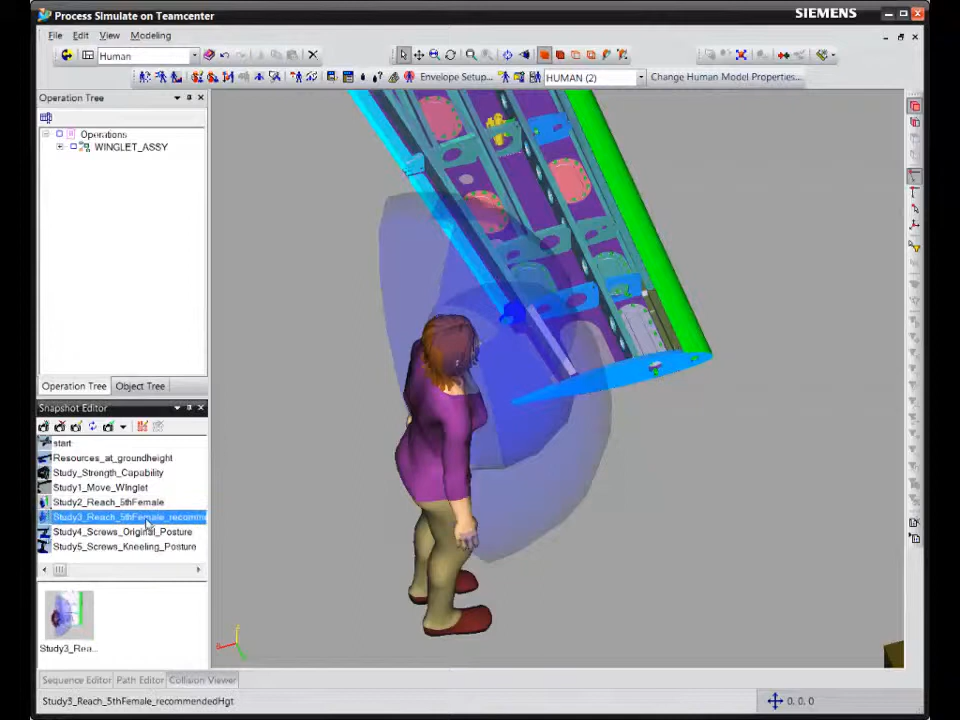 Process Simulate on Teamcenter
SIEMENS
File Edit View Modeling
Human
Envelope Setup... HUMAN (2) Change Human Model Properties...
Operation Tree
Operations
WINGLET_ASSY
Operation Tree Object Tree
Snapshot Editor
start
Resources_at_groundheight
Study_Strength_Capability
Study1_Move_Winglet
Study2_Reach_5thFemale
Study3_Reach_5thFemale_recomme
Study4_Screws_Original_Posture
Study5_Screws_Kneeling_Posture
Study3_Rea...
Sequence Editor Path Editor Collision Viewer
Study3_Reach_5thFemale_recommendedHgt
0, 0, 0